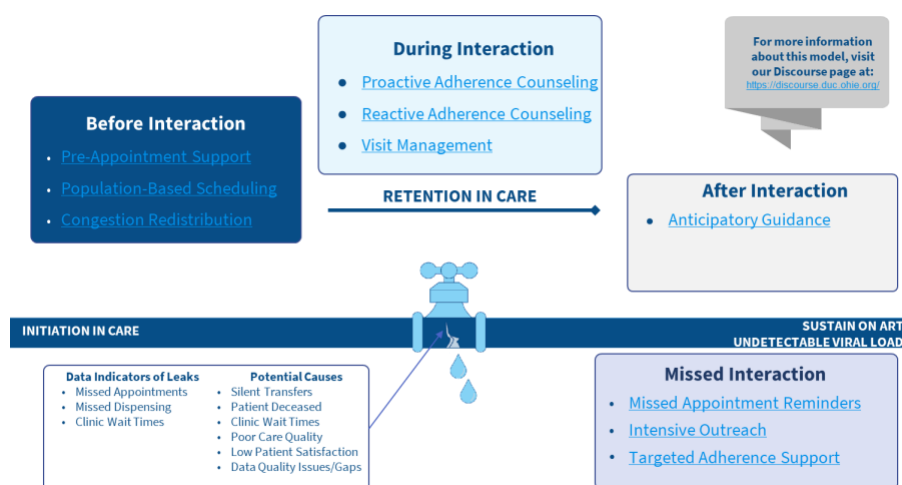 During Interaction
● Proactive Adherence Counseling
● Reactive Adherence Counseling
● Visit Management
For more information
about this model, visit
our Discourse page at:
https://discourse.duc.ohie.org/
Before Interaction
• Pre-Appointment Support
• Population-Based Scheduling
• Congestion Redistribution
RETENTION IN CARE
After Interaction
● Anticipatory Guidance
INITIATION IN CARE
SUSTAIN ON ART
UNDETECTABLE VIRAL LOAD
Data Indicators of Leaks
• Missed Appointments
• Missed Dispensing
• Clinic Wait Times
Potential Causes
• Silent Transfers
• Patient Deceased
• Clinic Wait Times
• Poor Care Quality
• Low Patient Satisfaction
• Data Quality Issues/Gaps
Missed Interaction
• Missed Appointment Reminders
• Intensive Outreach
• Targeted Adherence Support